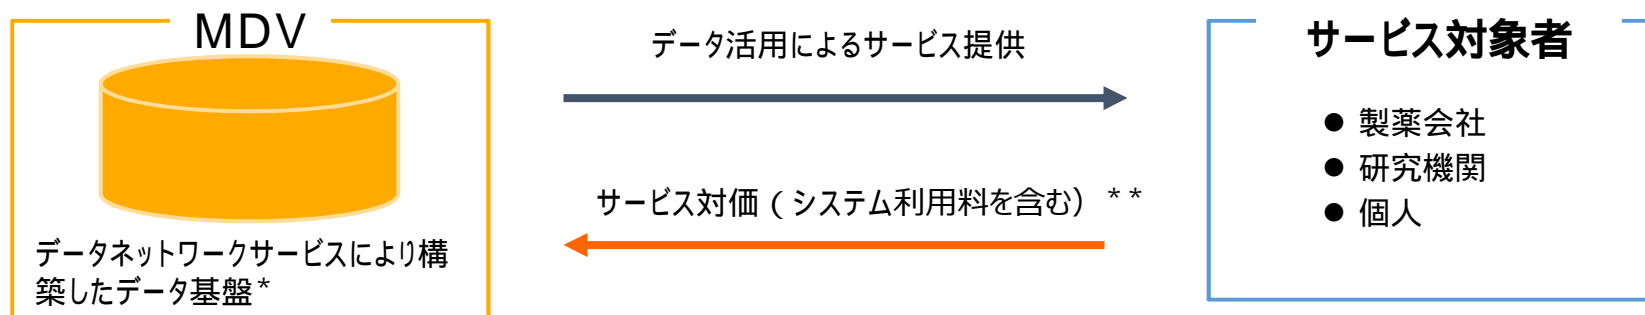 MDV
データネットワークサービスにより構
築したデータ基盤*
データ活用によるサービス提供
サービス対価(システム利用料を含む) **
サービス対象者
● 製薬会社
● 研究機関
● 個人